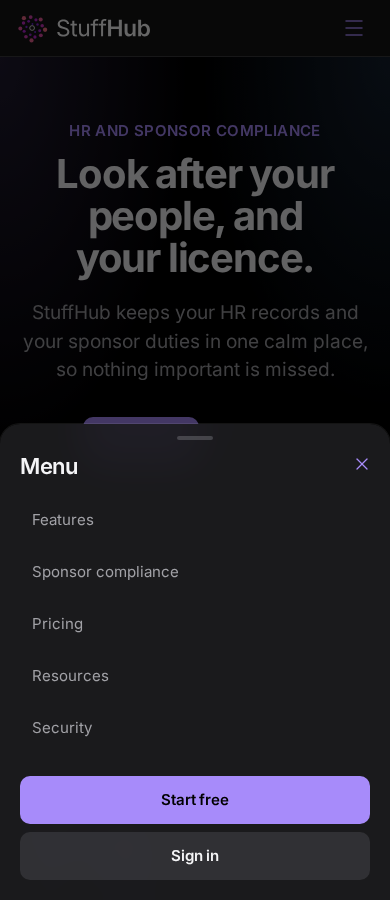 StuffHub
HR AND SPONSOR COMPLIANCE
Look after your
people, and
your licence.
StuffHub keeps your HR records and
your sponsor duties in one calm place,
so nothing important is missed.
Menu
Features
Sponsor compliance
Pricing
Resources
Security
Start free
Sign in